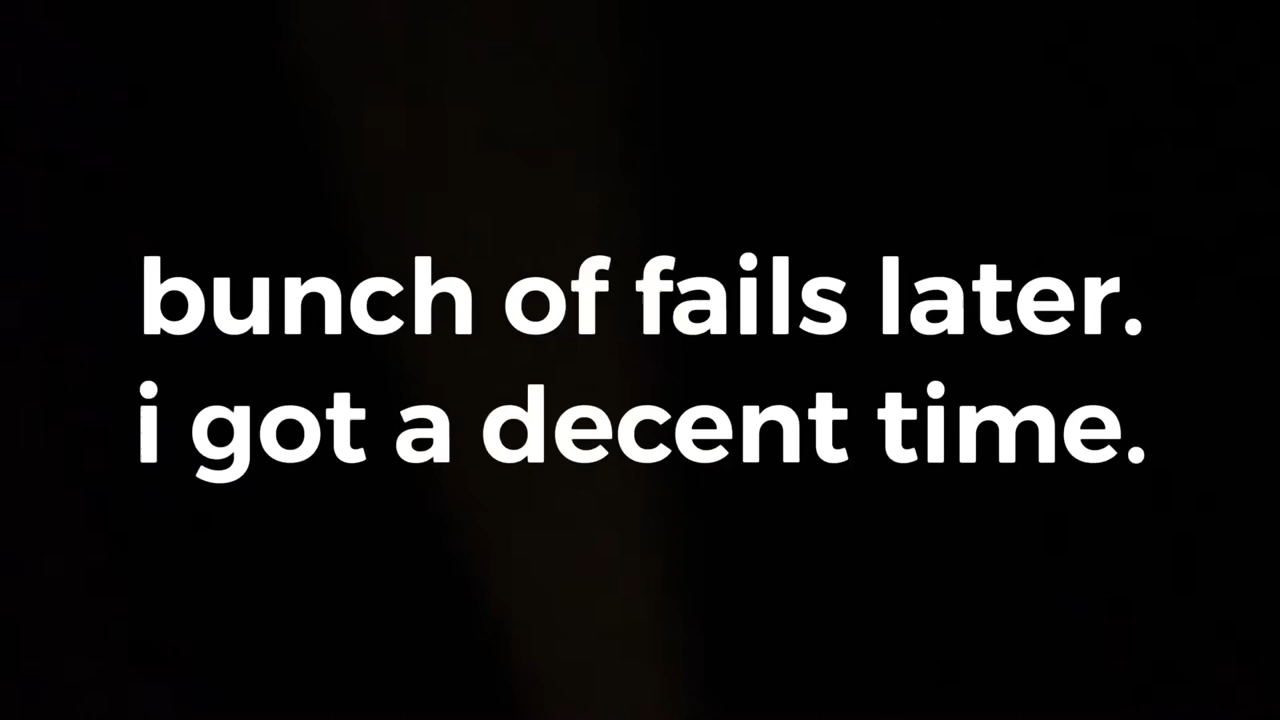 bunch of fails later.
i got a decent time.